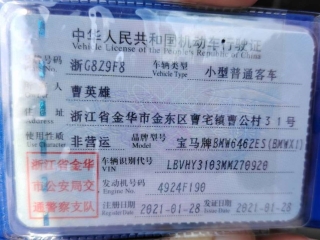 中华人民共和国机动车行驶证
Vehicle License of the People's Republic of China
号牌号码 浙G8Z9F8 车辆类型 小型普通客车
Vehicle Type
人 曹英雄
址 浙江省金华市金东区曹宅镇曹公村31号
使用性质 非营运 品牌型号 宝马牌BMW6462ES(BMWX1)
浙江省金华市公安局交通警察支队
车辆识别代号 LBVHY3103MMZ70920
VIN
发动机号码 4924F190
Engine No.
注册日期 2021-01-28 发证日期 2021-01-28
Register Date Issue Date